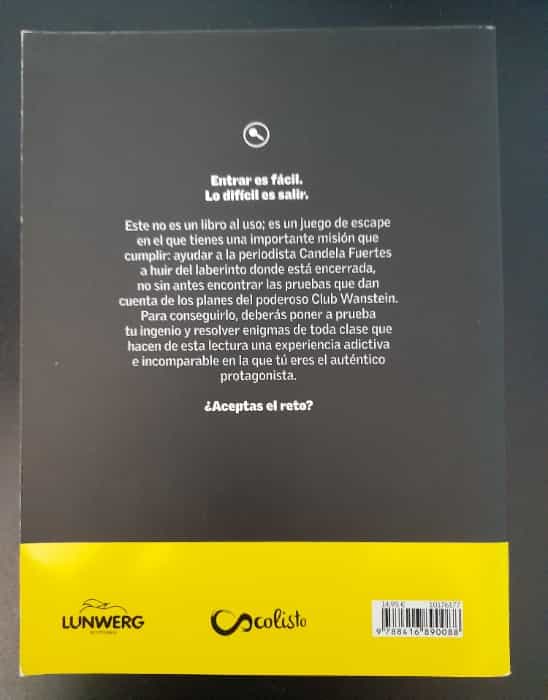 Entrar es fácil.
Lo difícil es salir.
Este no es un libro al uso; es un juego de escape
en el que tienes una importante misión que
cumplir: ayudar a la periodista Candela Fuertes
a huir del laberinto donde está encerrada,
no sin antes encontrar las pruebas que dan
cuenta de los planes del poderoso Club Wanstein.
Para conseguirlo, deberás poner a prueba
tu ingenio y resolver enigmas de toda clase que
hacen de esta lectura una experiencia adictiva
e incomparable en la que tú eres el auténtico
protagonista.
¿Aceptas el reto?
LUNWERG
colisto
14,95 € 10176177
9 788416 890088